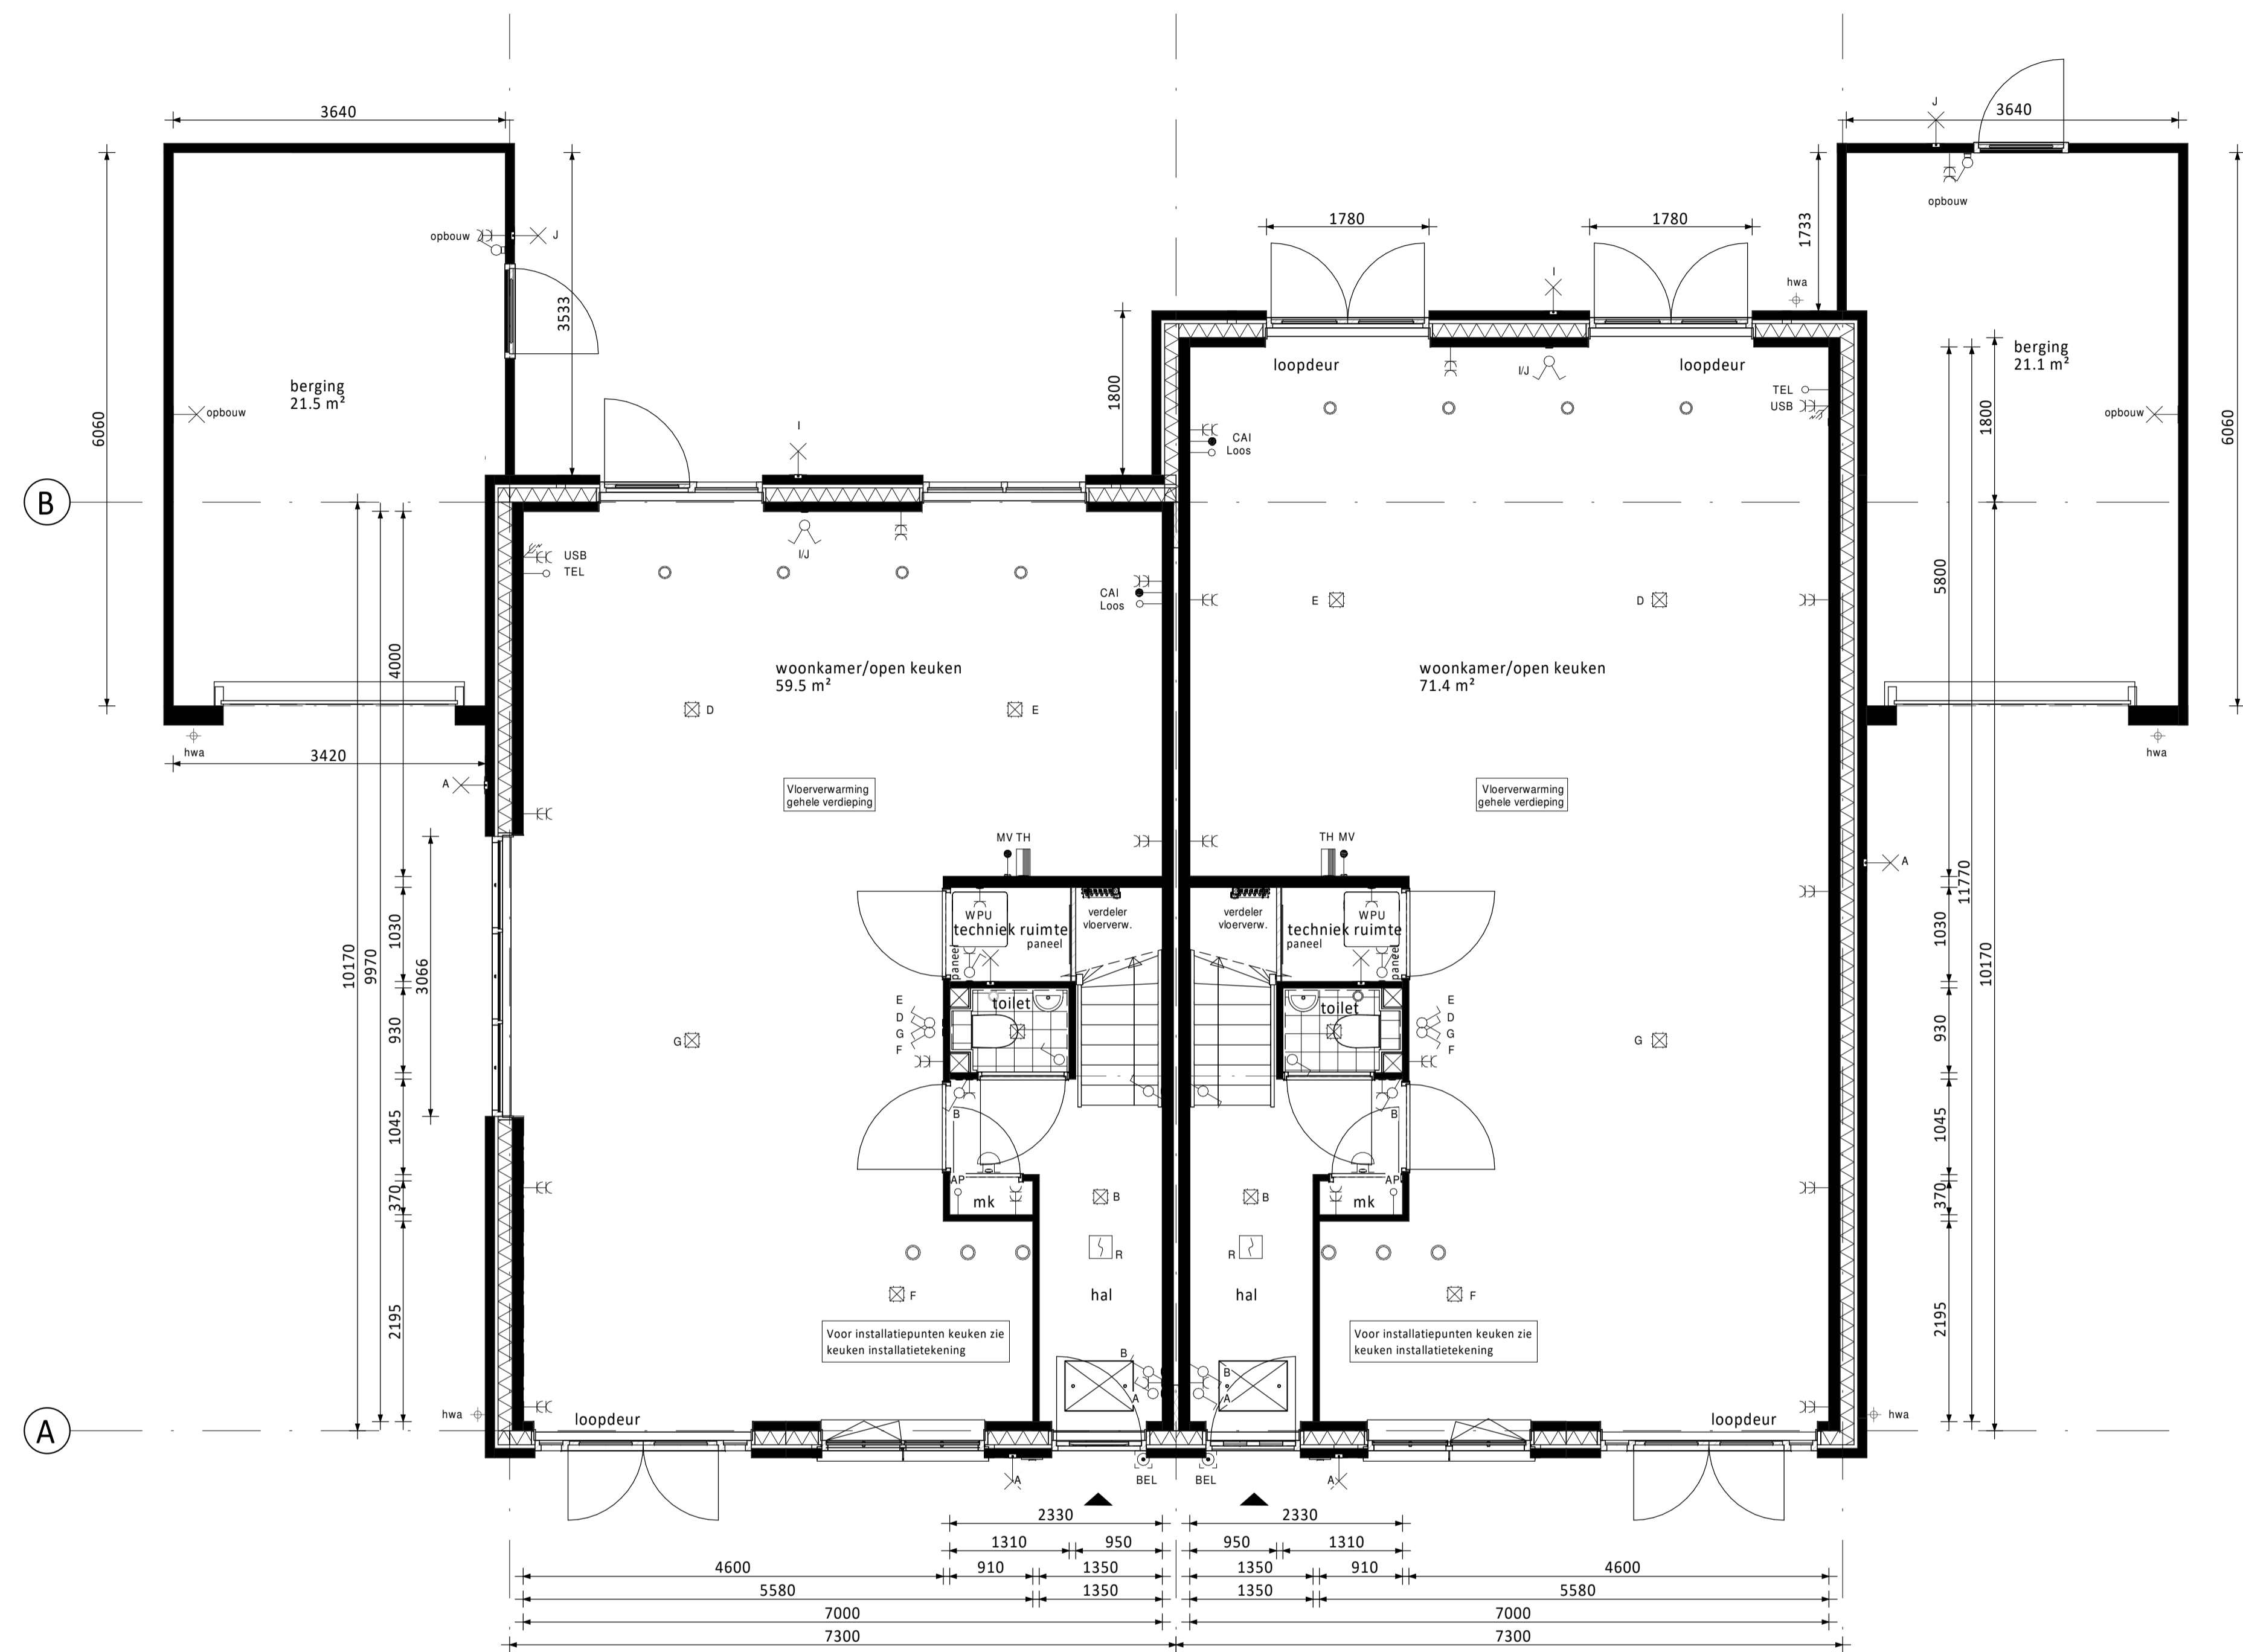 3640
J
3640
opbouw
J
opbouw
1780
1780
1733
I
hwa
3533
1800
berging
21.5 m²
opbouw
6060
loopdeur
I/J
loopdeur
berging
21.1 m²
TEL
USB
opbouw
1800
6060
CAI
Loos
I
B
I/J
USB
TEL
CAI
Loos
5800
E
D
4000
woonkamer/open keuken
59.5 m²
woonkamer/open keuken
71.4 m²
D
E
hwa
3420
hwa
A
Vloerverwarming
gehele verdieping
Vloerverwarming
gehele verdieping
MV TH
TH MV
A
11770
10170
9970
1030
3066
WPU
techniek ruimte
paneel
paneel
verdeler
vloerverw.
verdeler
vloerverw.
WPU
techniek ruimte
paneel
paneel
1030
10170
930
E
D
G
F
toilet
toilet
E
D
G
F
930
G
G
1045
B
B
1045
370
AP
mk
B
B
AP
mk
370
R
R
2195
F
hal
hal
F
2195
Voor installatiepunten keuken zie
keuken installatietekening
Voor installatiepunten keuken zie
keuken installatietekening
B
A
B
A
hwa
loopdeur
loopdeur
hwa
A
A
BEL
BEL
A
2330
2330
1310
950
950
1310
4600
910
1350
1350
910
4600
5580
1350
1350
5580
7000
7000
7300
7300